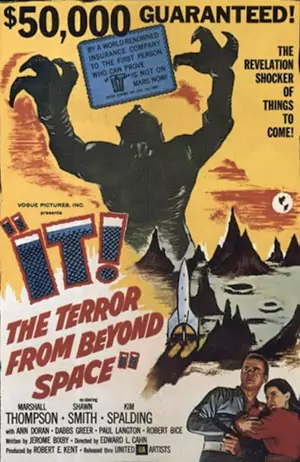 $50,000 GUARANTEED!
BY A WORLD-RENOWNED
INSURANCE COMPANY
TO THE FIRST PERSON
WHO CAN PROVE
"IT" IS NOT ON
MARS NOW!
THE
REVELATION
SHOCKER
OF
THINGS
TO
COME!
VOGUE PICTURES, INC.
presents
"IT!
THE TERROR
FROM BEYOND
SPACE"
co-starring
MARSHALL THOMPSON · SHAWN SMITH · KIM SPALDING
with ANN DORAN · DABBS GREER · PAUL LANGTON · ROBERT BICE
Written by JEROME BIXBY · Directed by EDWARD L. CAHN
Produced by ROBERT E. KENT · Released thru UNITED UA ARTISTS